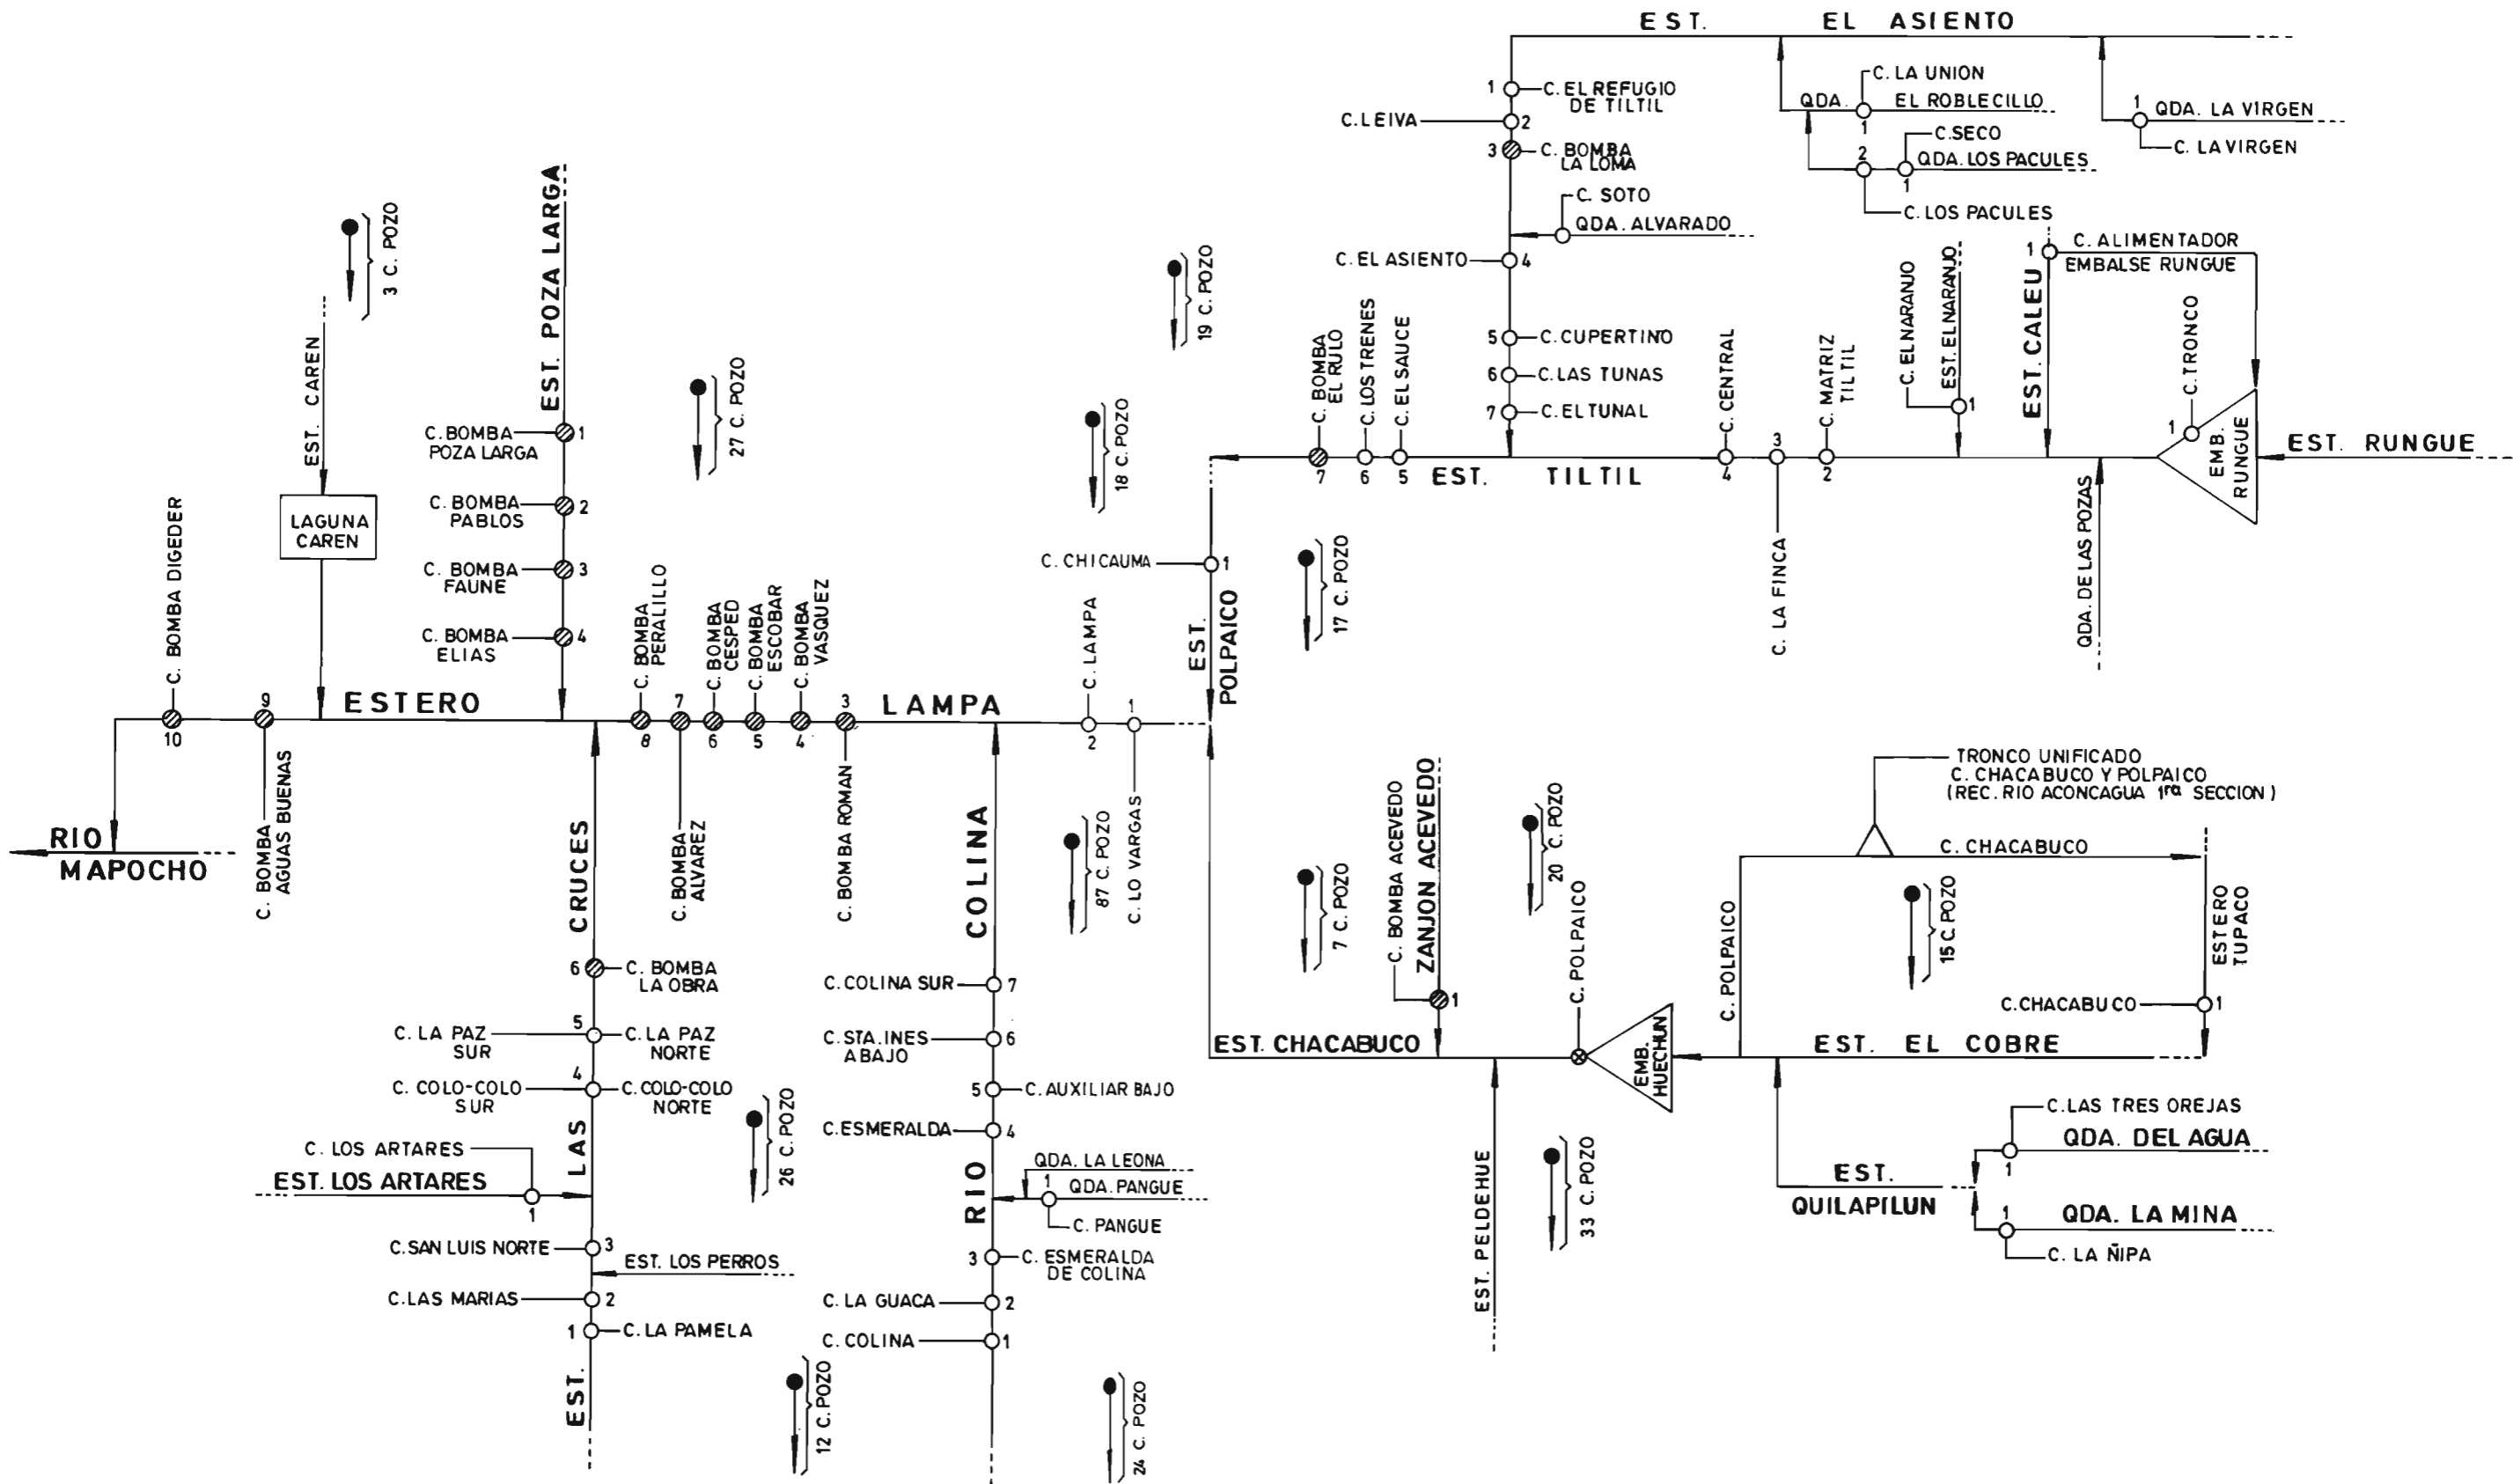 EST. EL ASIENTO
1
C. EL REFUGIO
DE TILTIL
C. LEIVA
2
3
C. BOMBA
LA LOMA
C. LA UNION
QDA. EL ROBLECILLO
1
C. SECO
2
QDA. LOS PACULES
1
C. LOS PACULES
1
QDA. LA VIRGEN
C. LA VIRGEN
C. SOTO
QDA. ALVARADO
C. EL ASIENTO
4
5
C. CUPERTINO
6
C. LAS TUNAS
7
C. EL TUNAL
3 C. POZO
EST. POZA LARGA
EST. CAREN
27 C. POZO
19 C. POZO
18 C. POZO
C. BOMBA
EL RULO
C. LOS TRENES
C. EL SAUCE
C. CENTRAL
C. MATRIZ
TILTIL
C. EL NARANJO
EST. EL NARANJO
1
EST. CALEU
1
C. ALIMENTADOR
EMBALSE RUNGUE
C. TRONCO
1
EMB.
RUNGUE
EST. RUNGUE
7
6
5
EST. TILTIL
4
3
2
C. LA FINCA
QDA. DE LAS POZAS
C. BOMBA
POZA LARGA
1
C. BOMBA
PABLOS
2
C. BOMBA
FAUNE
3
C. BOMBA
ELIAS
4
LAGUNA
CAREN
C. BOMBA DIGEDER
C. CHICAUMA
1
EST.
POLPAICO
17 C. POZO
C. BOMBA
PERALILLO
C. BOMBA
CESPED
C. BOMBA
ESCOBAR
C. BOMBA
VASQUEZ
C. LAMPA
ESTERO LAMPA
10
9
8
7
6
5
4
3
2
1
RIO
MAPOCHO
C. BOMBA
AGUAS BUENAS
C. BOMBA
ALVAREZ
C. BOMBA ROMAN
87 C. POZO
C. LO VARGAS
EST. LAS CRUCES
6
C. BOMBA
LA OBRA
C. LA PAZ
SUR
5
C. LA PAZ
NORTE
C. COLO-COLO
SUR
4
C. COLO-COLO
NORTE
C. LOS ARTARES
EST. LOS ARTARES
1
C. SAN LUIS NORTE
3
EST. LOS PERROS
C. LAS MARIAS
2
1
C. LA PAMELA
26 C. POZO
12 C. POZO
RIO COLINA
C. COLINA SUR
7
C. STA. INES
ABAJO
6
5
C. AUXILIAR BAJO
C. ESMERALDA
4
QDA. LA LEONA
1
QDA. PANGUE
C. PANGUE
3
C. ESMERALDA
DE COLINA
C. LA GUACA
2
C. COLINA
1
24 C. POZO
7 C. POZO
C. BOMBA ACEVEDO
ZANJON ACEVEDO
1
20 C. POZO
C. POLPAICO
EST. CHACABUCO
EMB.
HUECHUN
EST. PELDEHUE
33 C. POZO
TRONCO UNIFICADO
C. CHACABUCO Y POLPAICO
(REC. RIO ACONCAGUA 1ra SECCION)
C. CHACABUCO
C. POLPAICO
15 C. POZO
ESTERO
TUPACO
C. CHACABUCO
1
EST. EL COBRE
C. LAS TRES OREJAS
QDA. DEL AGUA
1
EST.
QUILAPILUN
1
QDA. LA MINA
C. LA ÑIPA